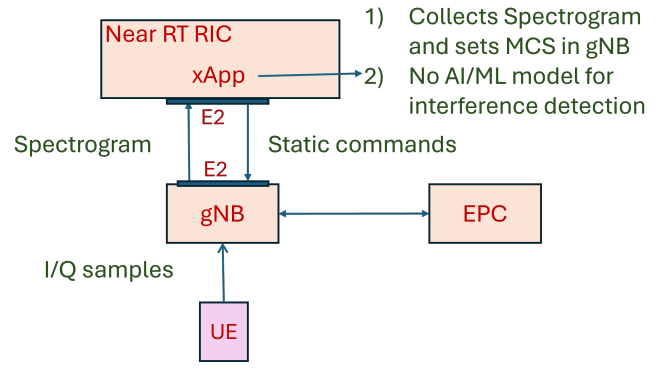 Near RT RIC
xApp
1) Collects Spectrogram
and sets MCS in gNB
2) No AI/ML model for
interference detection
E2
Spectrogram
Static commands
E2
gNB
EPC
I/Q samples
UE